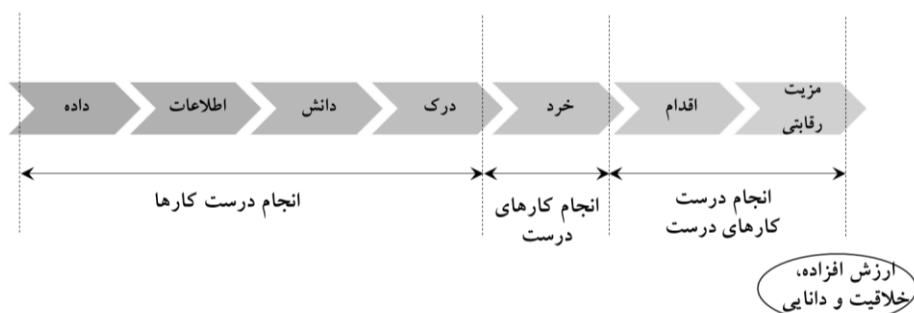 داده
اطلاعات
دانش
درک
خرد
اقدام
مزیت
رقابتی
انجام درست کارها
انجام کارهای
درست
انجام درست
کارهای درست
ارزش افزاده،
خلاقیت و دانایی